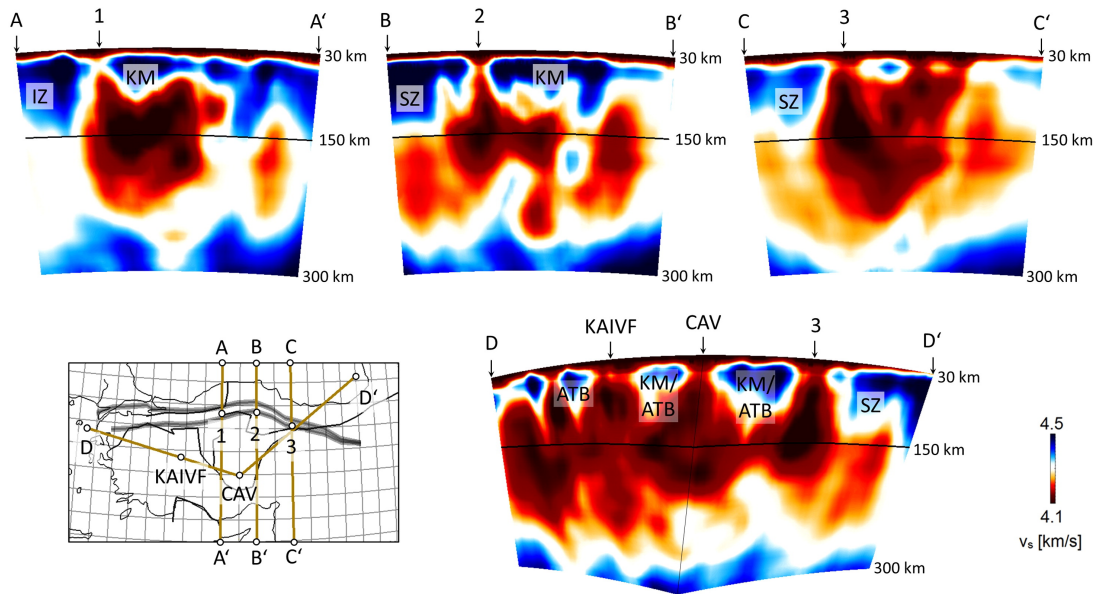 A
1
A'
B
2
B'
C
3
C'
30 km
30 km
30 km
KM
KM
IZ
SZ
SZ
150 km
150 km
150 km
300 km
300 km
300 km
A
B
C
D'
D
1
2
3
KAIVF
CAV
A'
B'
C'
D
KAIVF
CAV
3
D'
30 km
ATB
KM/
ATB
KM/
ATB
SZ
150 km
300 km
4.5
4.1
vs [km/s]